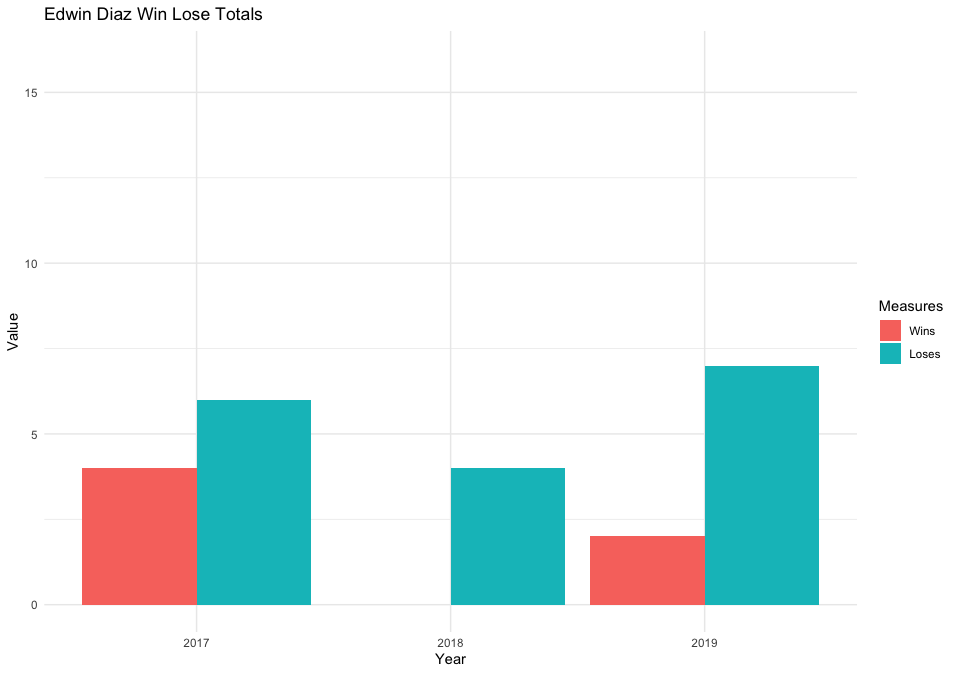 Edwin Diaz Win Lose Totals
15
10
5
0
Value
2017
2018
2019
Year
Measures
Wins
Loses